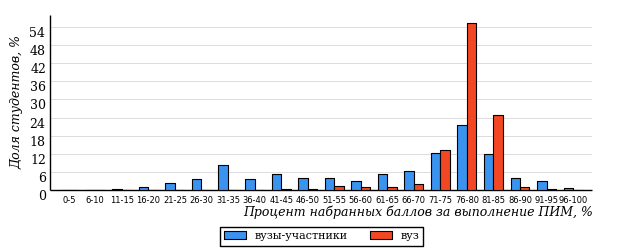 Доля студентов, %
54
48
42
36
30
24
18
12
6
0
0-5 6-10 11-15 16-20 21-25 26-30 31-35 36-40 41-45 46-50 51-55 56-60 61-65 66-70 71-75 76-80 81-85 86-90 91-95 96-100
Процент набранных баллов за выполнение ПИМ, %
вузы-участники вуз